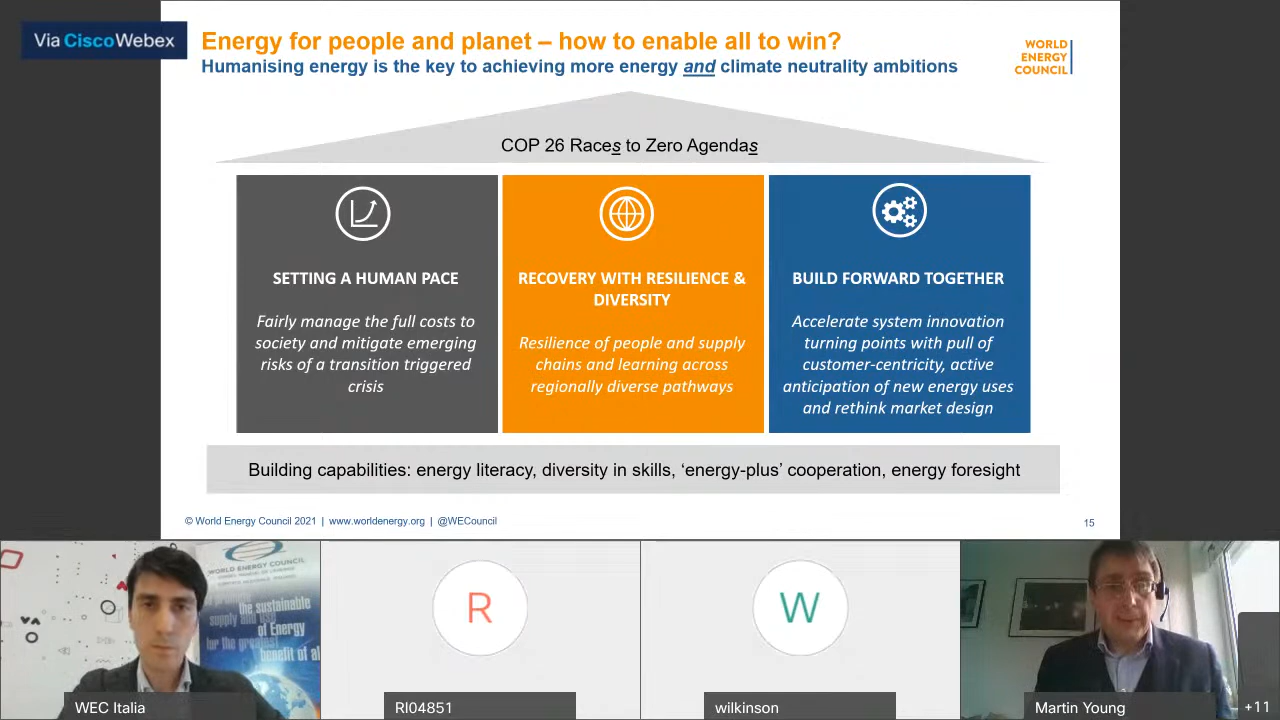 Via CiscoWebex
Energy for people and planet – how to enable all to win?
Humanising energy is the key to achieving more energy and climate neutrality ambitions
WORLD
ENERGY
COUNCIL
COP 26 Races to Zero Agendas
SETTING A HUMAN PACE
Fairly manage the full costs to
society and mitigate emerging
risks of a transition triggered
crisis
RECOVERY WITH RESILIENCE &
DIVERSITY
Resilience of people and supply
chains and learning across
regionally diverse pathways
BUILD FORWARD TOGETHER
Accelerate system innovation
turning points with pull of
customer-centricity, active
anticipation of new energy uses
and rethink market design
Building capabilities: energy literacy, diversity in skills, ‘energy-plus’ cooperation, energy foresight
© World Energy Council 2021 | www.worldenergy.org | @WECouncil
15
WORLD ENERGY COUNCIL
the sustainable
supply and use
of Energy
for the greatest
benefit of al
WEC Italia
R
RI04851
W
wilkinson
Martin Young
+11